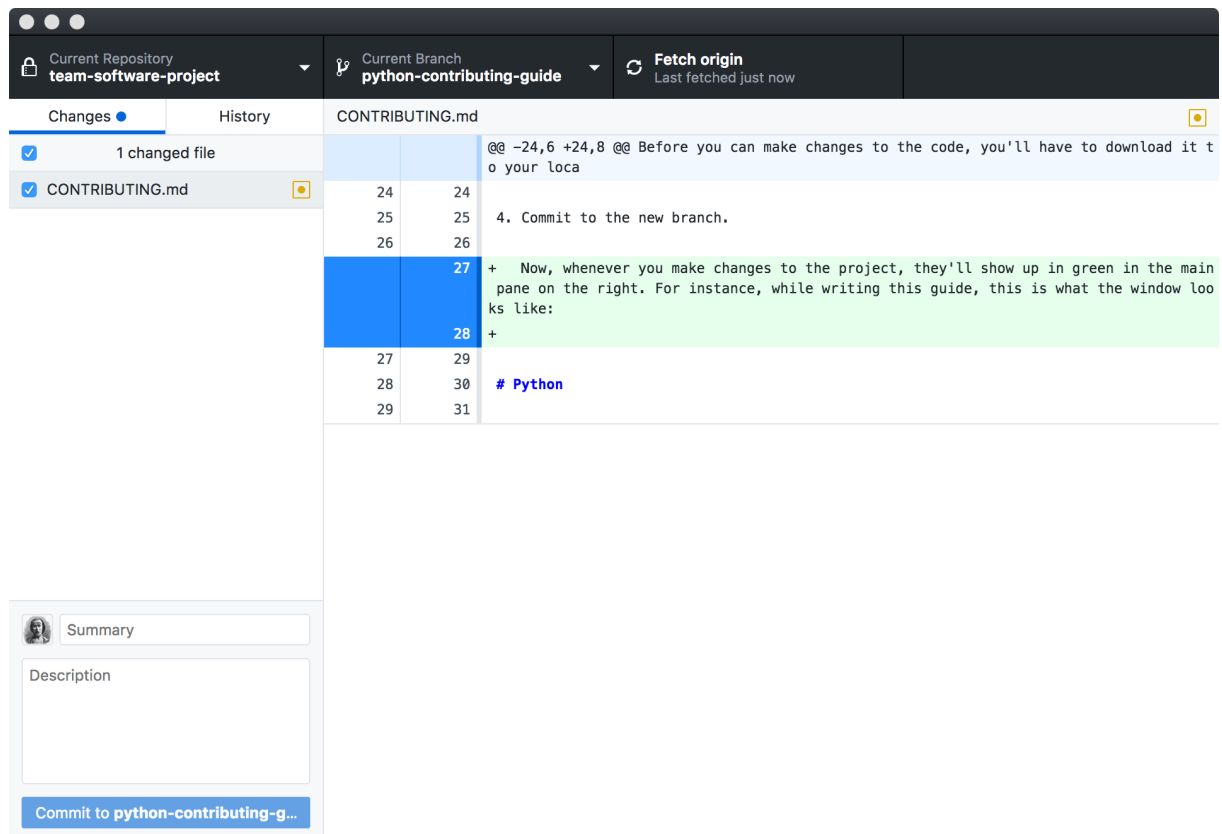 Current Repository
team-software-project
Current Branch
python-contributing-guide
Fetch origin
Last fetched just now
Changes
History
CONTRIBUTING.md
1 changed file
CONTRIBUTING.md
@@ -24,6 +24,8 @@ Before you can make changes to the code, you'll have to download it t
o your loca
24 24
25 25 4. Commit to the new branch.
26 26
27 + Now, whenever you make changes to the project, they'll show up in green in the main
pane on the right. For instance, while writing this guide, this is what the window loo
ks like:
28 +
27 29
28 30 # Python
29 31
Summary
Description
Commit to python-contributing-g...